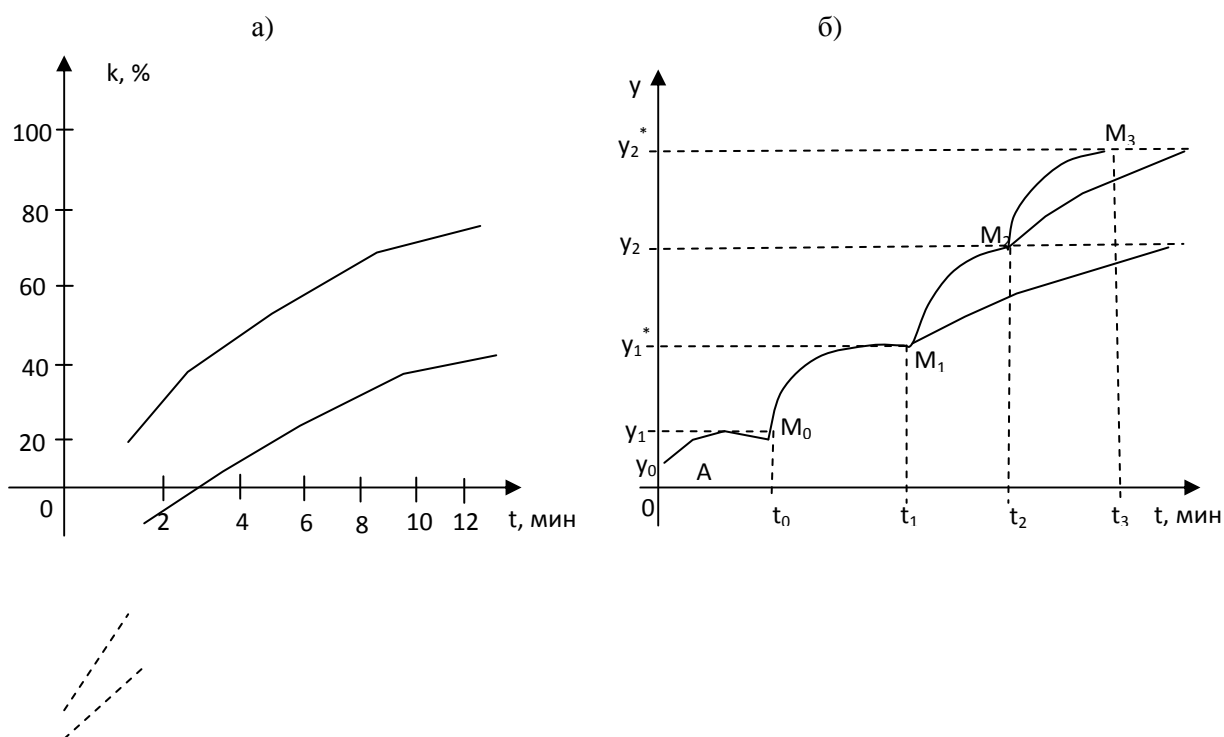 а) б)
k, %
100
80
60
40
20
0
2 4 6 8 10 12 t, мин
y
y₂* M₃
y₂ M₂
y₁* M₁
y₁ M₀
y₀ A
0 t₀ t₁ t₂ t₃ t, мин